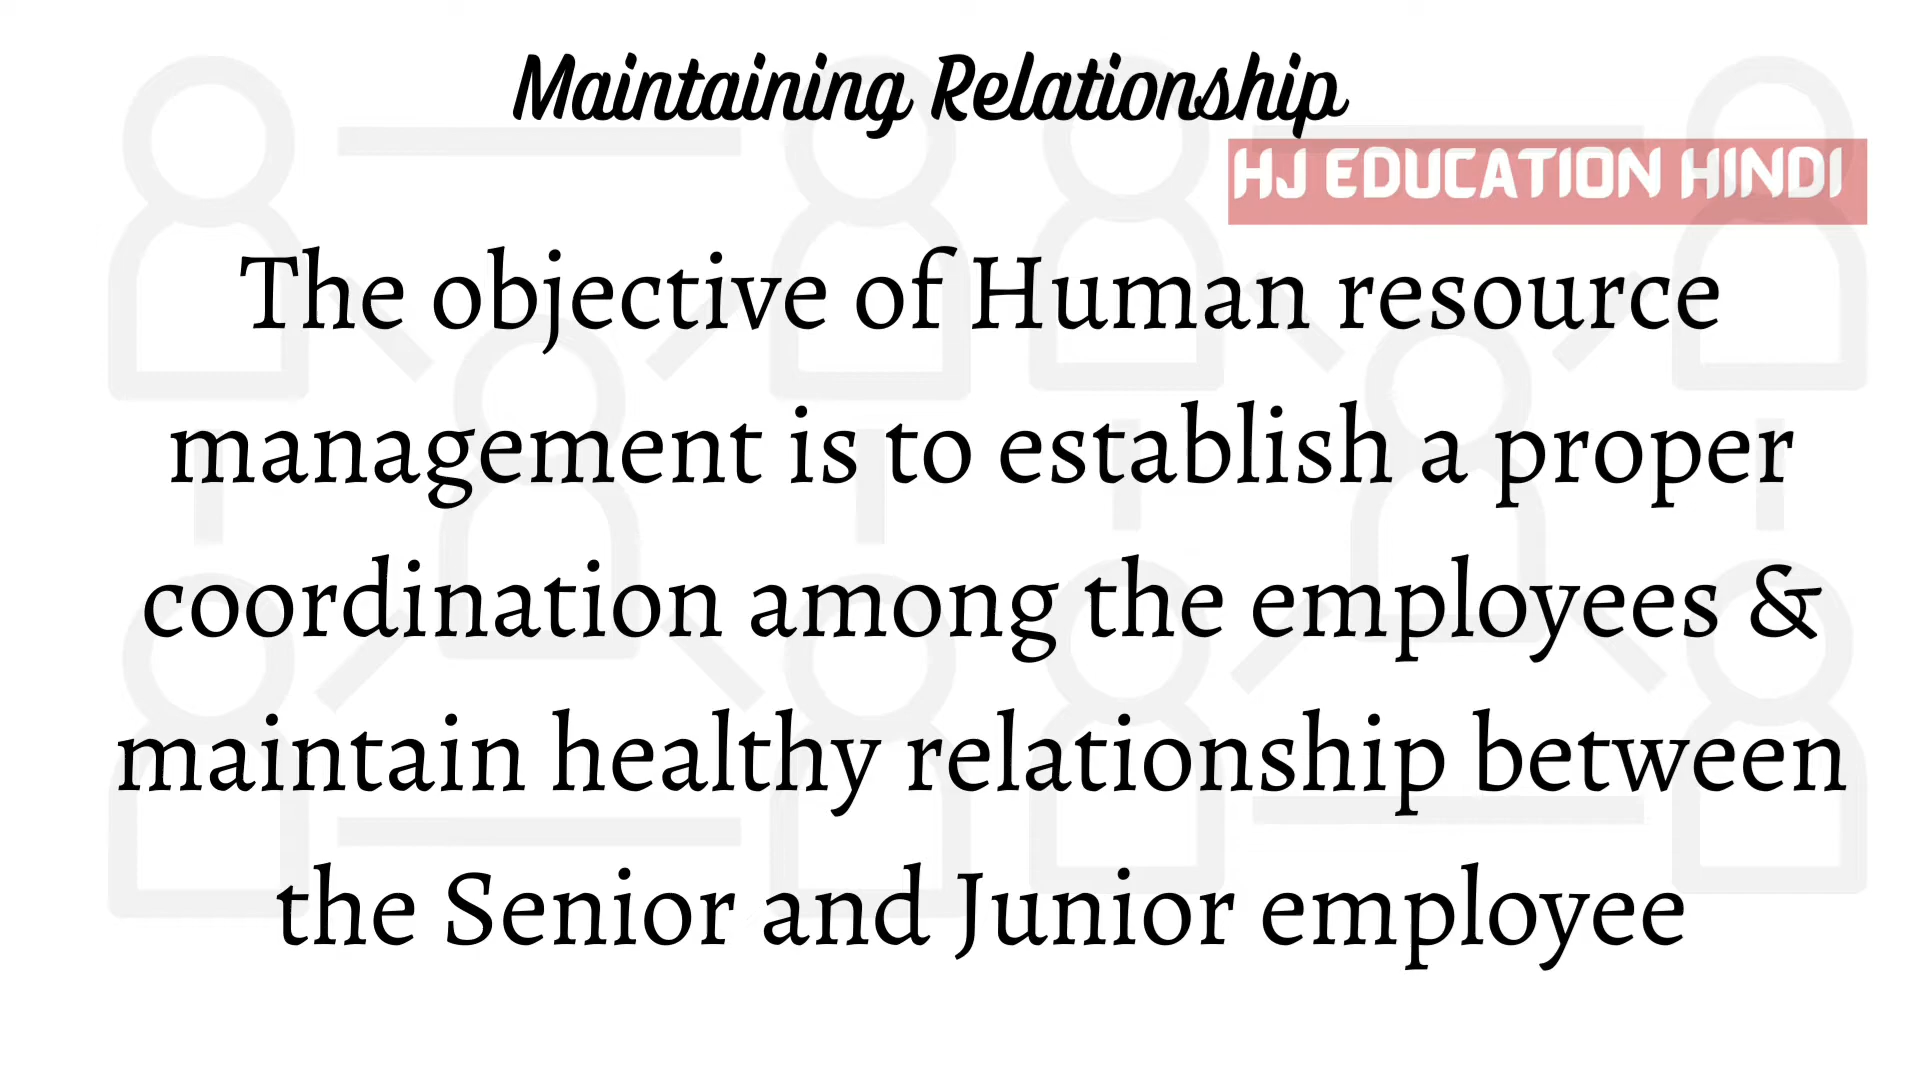 Maintaining Relationship
HJ EDUCATION HINDI
The objective of Human resource
management is to establish a proper
coordination among the employees &
maintain healthy relationship between
the Senior and Junior employee